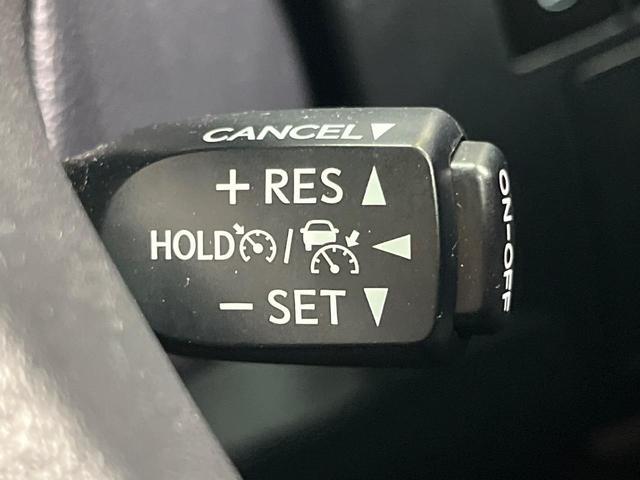 CANCEL▼
+ RES ▲
HOLD / ◀
− SET ▼
ON-OFF